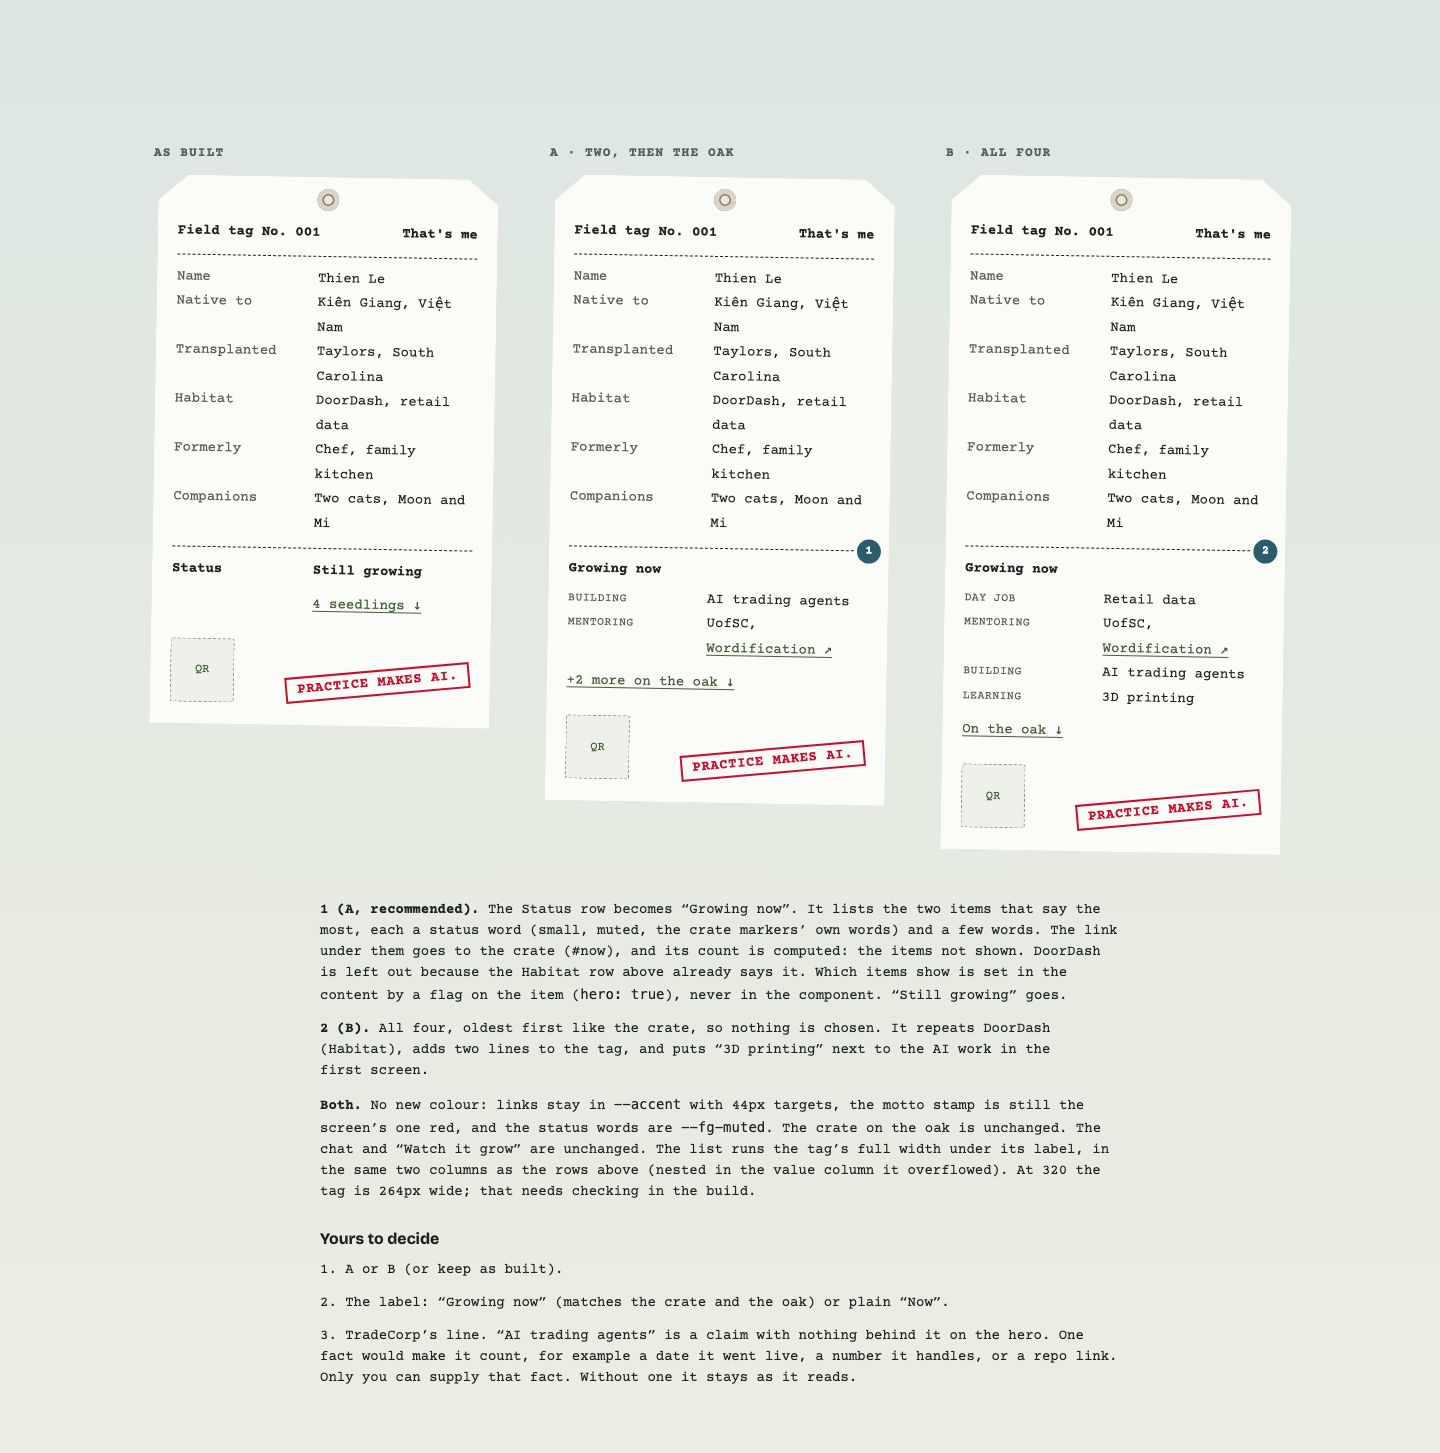 AS BUILT
Field tag No. 001 That's me
Name Thien Le
Native to Kiên Giang, Việt
Nam
Transplanted Taylors, South
Carolina
Habitat DoorDash, retail
data
Formerly Chef, family
kitchen
Companions Two cats, Moon and
Mi
Status Still growing
4 seedlings ↓
QR PRACTICE MAKES AI.
A · TWO, THEN THE OAK
Field tag No. 001 That's me
Name Thien Le
Native to Kiên Giang, Việt
Nam
Transplanted Taylors, South
Carolina
Habitat DoorDash, retail
data
Formerly Chef, family
kitchen
Companions Two cats, Moon and
Mi
1
Growing now
BUILDING AI trading agents
MENTORING UofSC,
Wordification ↗
+2 more on the oak ↓
QR PRACTICE MAKES AI.
B · ALL FOUR
Field tag No. 001 That's me
Name Thien Le
Native to Kiên Giang, Việt
Nam
Transplanted Taylors, South
Carolina
Habitat DoorDash, retail
data
Formerly Chef, family
kitchen
Companions Two cats, Moon and
Mi
2
Growing now
DAY JOB Retail data
MENTORING UofSC,
Wordification ↗
BUILDING AI trading agents
LEARNING 3D printing
On the oak ↓
QR PRACTICE MAKES AI.
1 (A, recommended). The Status row becomes “Growing now”. It lists the two items that say the
most, each a status word (small, muted, the crate markers’ own words) and a few words. The link
under them goes to the crate (#now), and its count is computed: the items not shown. DoorDash
is left out because the Habitat row above already says it. Which items show is set in the
content by a flag on the item (hero: true), never in the component. “Still growing” goes.
2 (B). All four, oldest first like the crate, so nothing is chosen. It repeats DoorDash
(Habitat), adds two lines to the tag, and puts “3D printing” next to the AI work in the
first screen.
Both. No new colour: links stay in --accent with 44px targets, the motto stamp is still the
screen’s one red, and the status words are --fg-muted. The crate on the oak is unchanged. The
chat and “Watch it grow” are unchanged. The list runs the tag’s full width under its label, in
the same two columns as the rows above (nested in the value column it overflowed). At 320 the
tag is 264px wide; that needs checking in the build.
Yours to decide
1. A or B (or keep as built).
2. The label: “Growing now” (matches the crate and the oak) or plain “Now”.
3. TradeCorp’s line. “AI trading agents” is a claim with nothing behind it on the hero. One
fact would make it count, for example a date it went live, a number it handles, or a repo link.
Only you can supply that fact. Without one it stays as it reads.